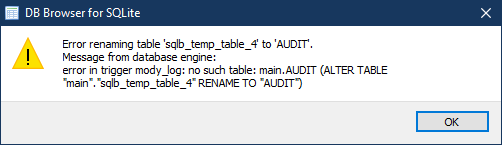 DB Browser for SQLite
Error renaming table 'sqlb_temp_table_4' to 'AUDIT'.
Message from database engine:
error in trigger mody_log: no such table: main.AUDIT (ALTER TABLE
"main"."sqlb_temp_table_4" RENAME TO "AUDIT")
OK